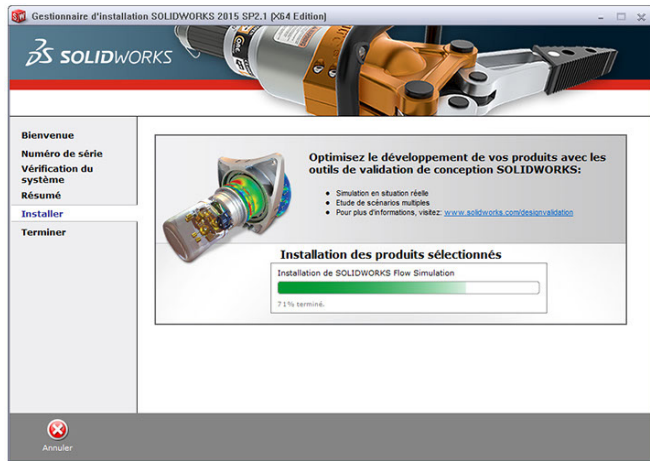 Gestionnaire d'installation SOLIDWORKS 2015 SP2.1 (X64 Edition)
SOLIDWORKS
Bienvenue
Numéro de série
Vérification du
système
Résumé
Installer
Terminer
Optimisez le développement de vos produits avec les
outils de validation de conception SOLIDWORKS:
• Simulation en situation réelle
• Etude de scénarios multiples
• Pour plus d'informations, visitez: www.solidworks.com/designvalidation
Installation des produits sélectionnés
Installation de SOLIDWORKS Flow Simulation
71% terminé.
Annuler